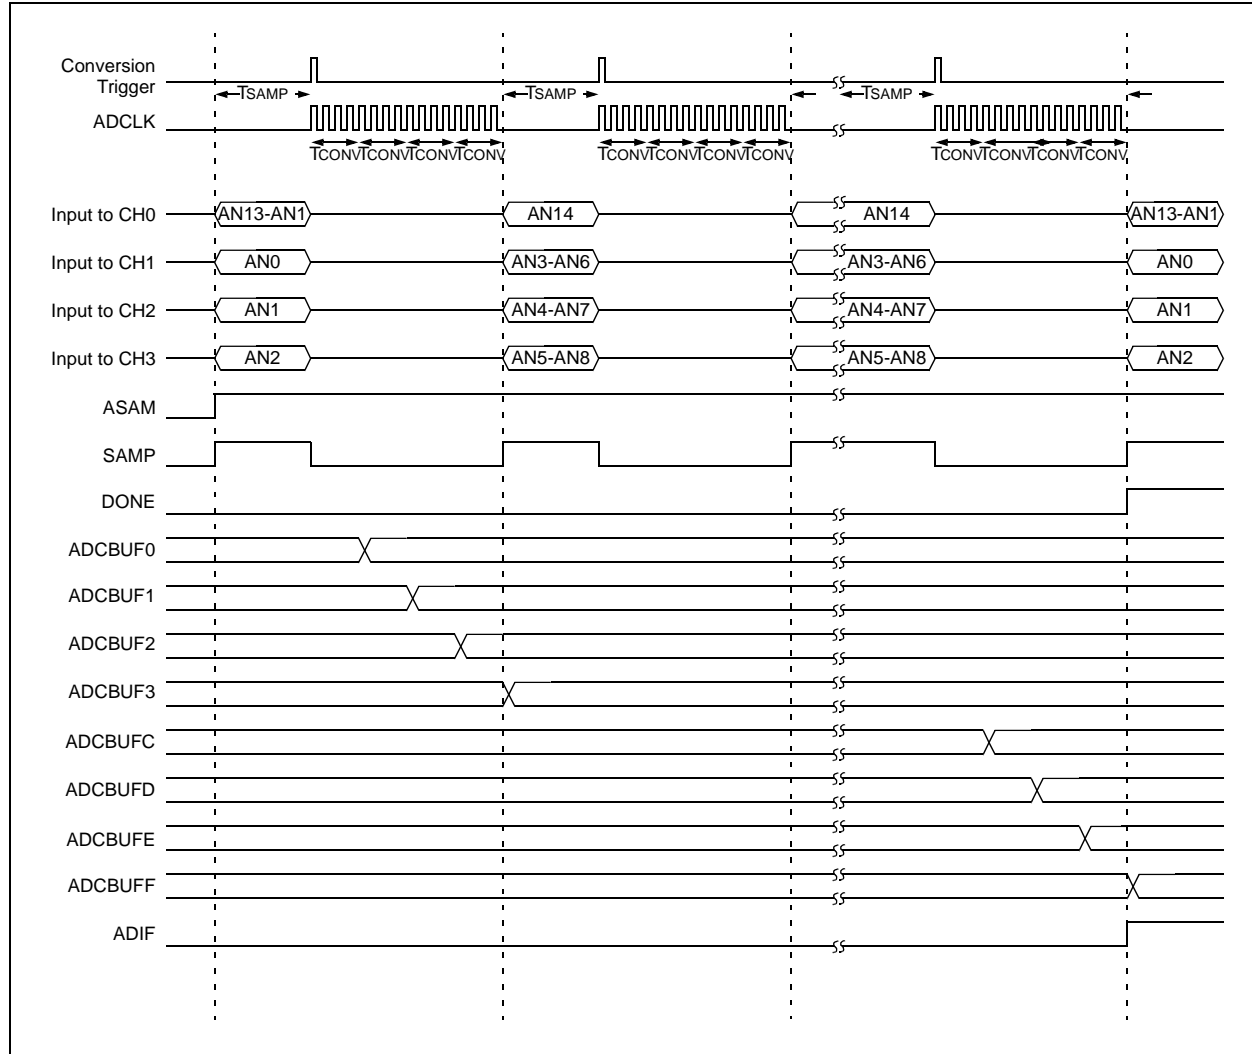 Conversion
Trigger
TSAMP TSAMP TSAMP
ADCLK
TCONV TCONV TCONV TCONV TCONV TCONV TCONV TCONV TCONV TCONV TCONV TCONV
Input to CH0 AN13-AN1 AN14 AN14 AN13-AN1
Input to CH1 AN0 AN3-AN6 AN3-AN6 AN0
Input to CH2 AN1 AN4-AN7 AN4-AN7 AN1
Input to CH3 AN2 AN5-AN8 AN5-AN8 AN2
ASAM
SAMP
DONE
ADCBUF0
ADCBUF1
ADCBUF2
ADCBUF3
ADCBUFC
ADCBUFD
ADCBUFE
ADCBUFF
ADIF